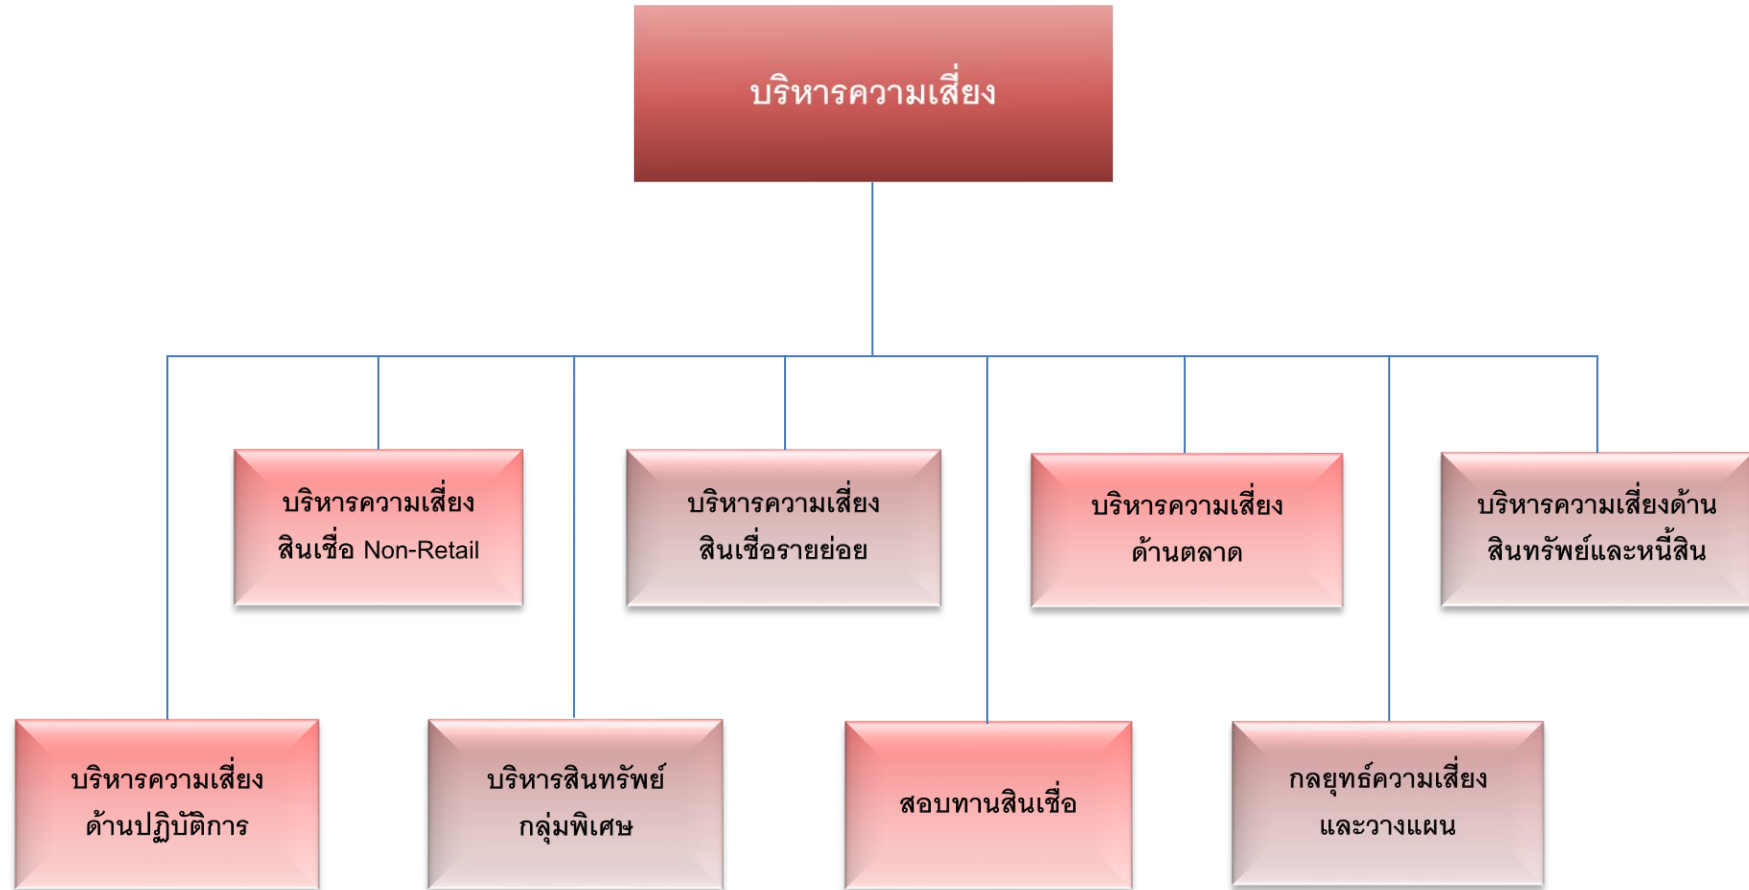 บริหารความเสี่ยง
บริหารความเสี่ยง
สินเชื่อ Non-Retail
บริหารความเสี่ยง
สินเชื่อรายย่อย
บริหารความเสี่ยง
ด้านตลาด
บริหารความเสี่ยงด้าน
สินทรัพย์และหนี้สิน
บริหารความเสี่ยง
ด้านปฏิบัติการ
บริหารสินทรัพย์
กลุ่มพิเศษ
สอบทานสินเชื่อ
กลยุทธ์ความเสี่ยง
และวางแผน